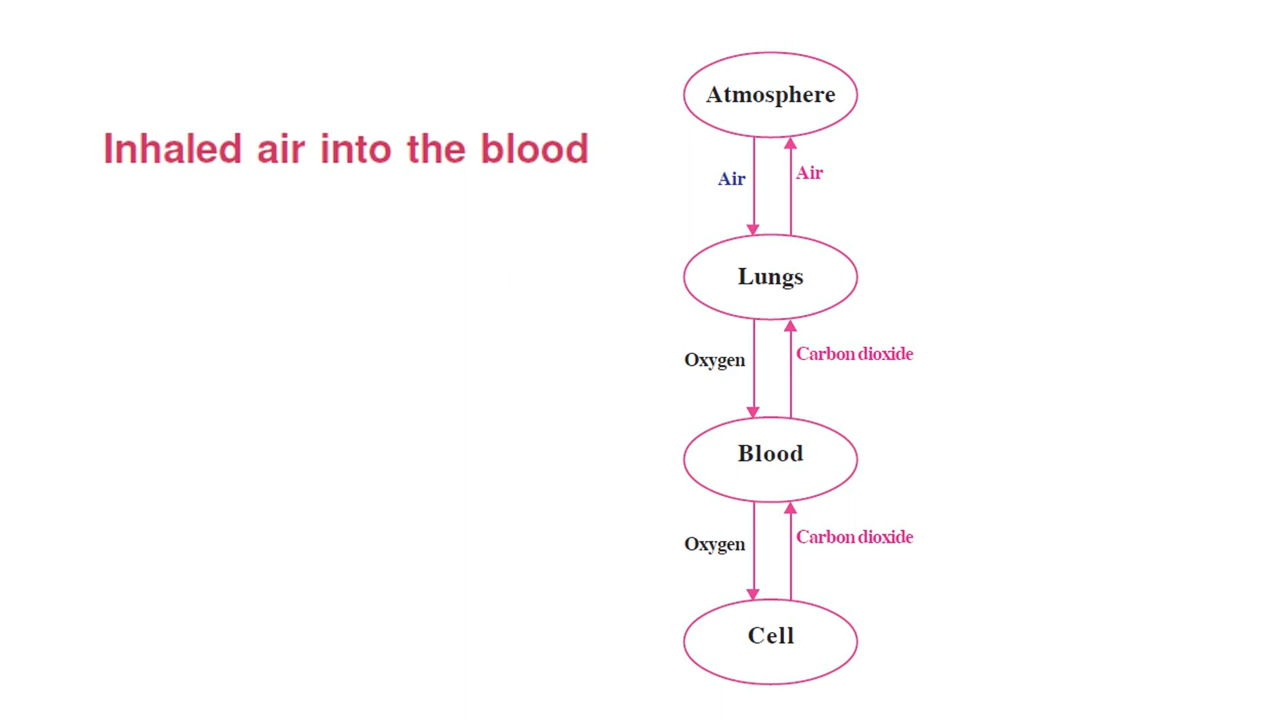 Inhaled air into the blood
Atmosphere
Air
Air
Lungs
Oxygen
Carbon dioxide
Blood
Oxygen
Carbon dioxide
Cell